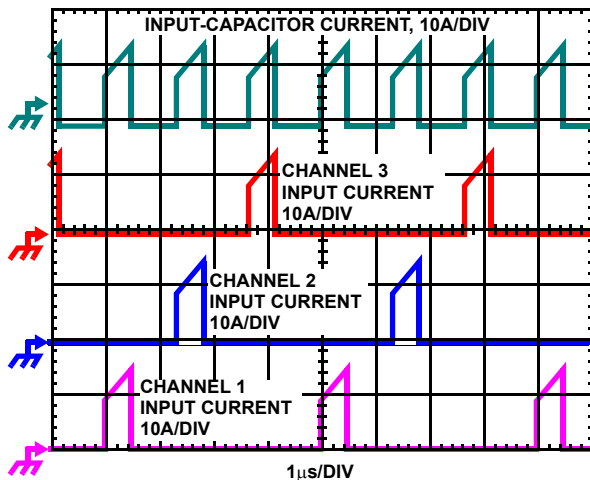 INPUT-CAPACITOR CURRENT, 10A/DIV
CHANNEL 3
INPUT CURRENT
10A/DIV
CHANNEL 2
INPUT CURRENT
10A/DIV
CHANNEL 1
INPUT CURRENT
10A/DIV
1μs/DIV